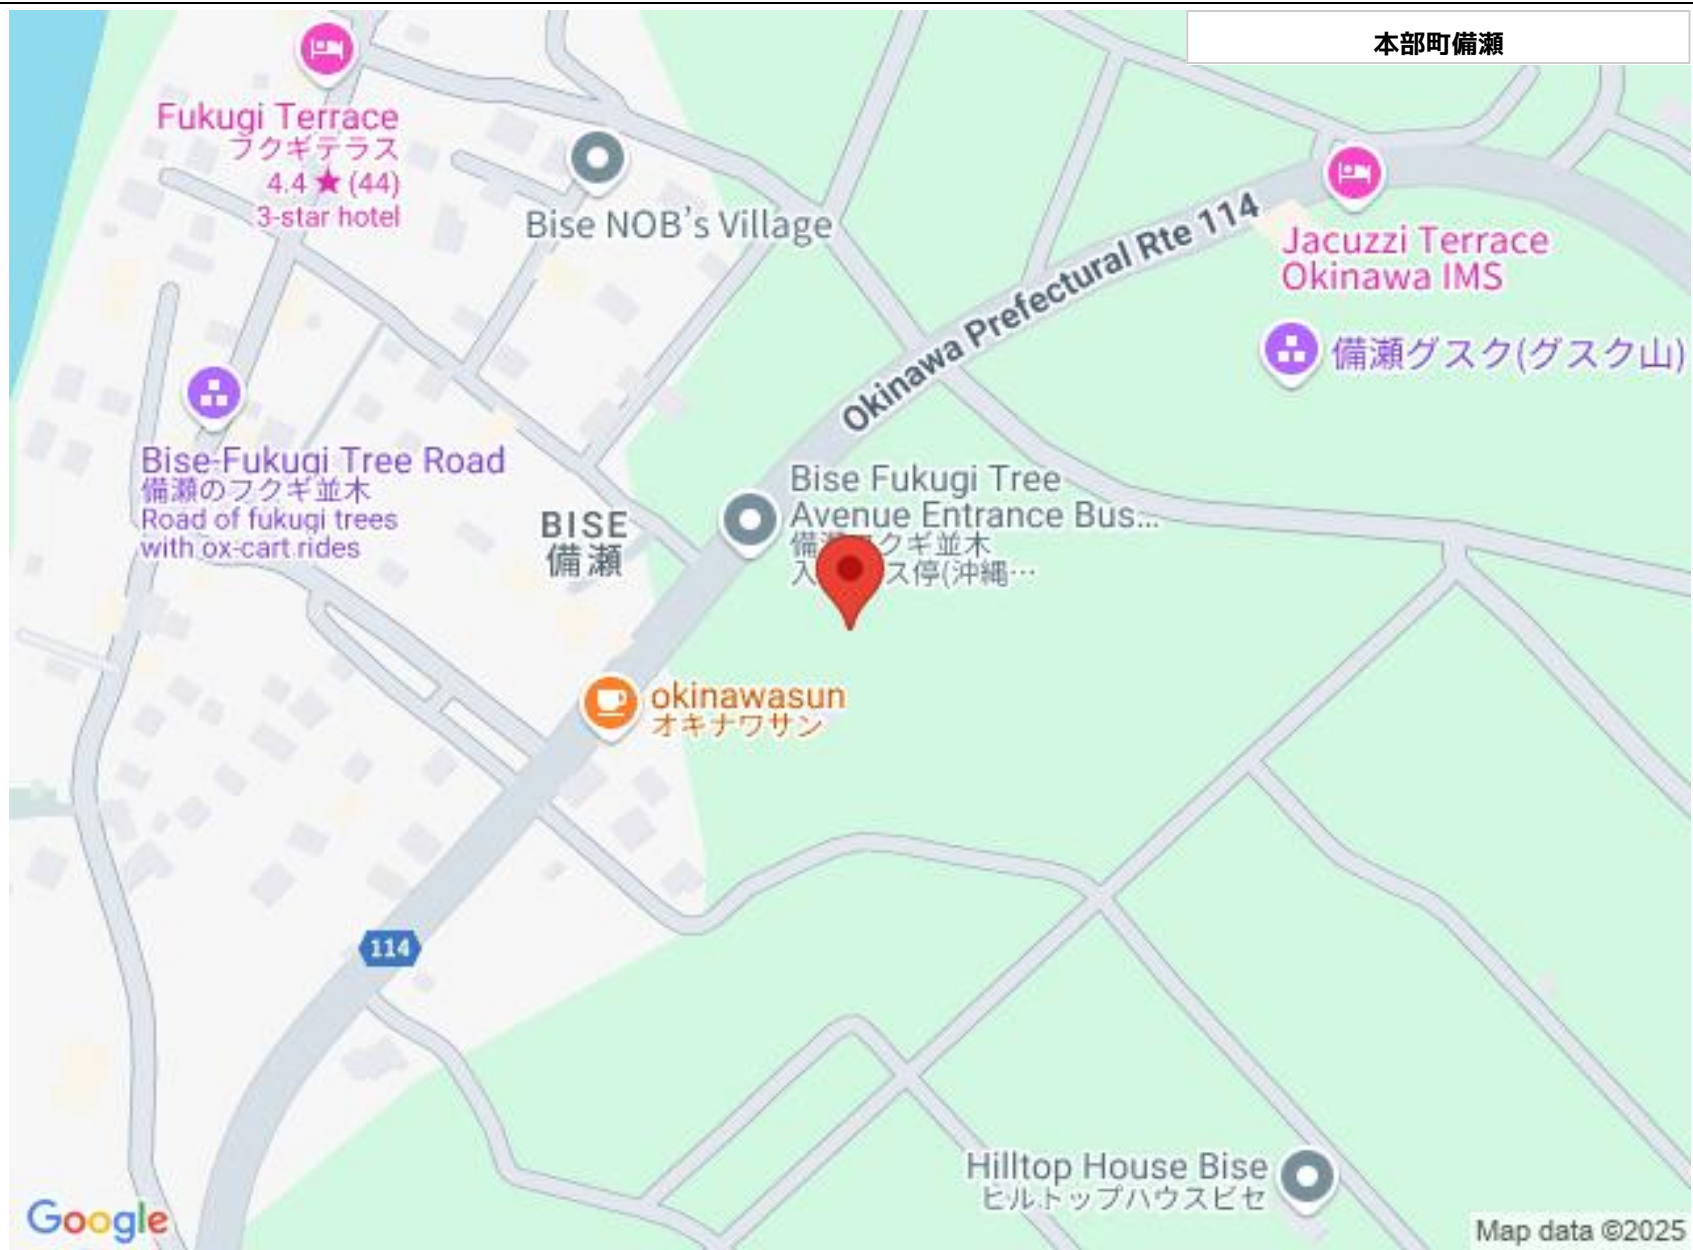 本部町備瀬
Fukugi Terrace
フクギテラス
4.4 ★ (44)
3-star hotel
Bise NOB's Village
Okinawa Prefectural Rte 114
Jacuzzi Terrace
Okinawa IMS
備瀬グスク(グスク山)
Bise-Fukugi Tree Road
備瀬のフクギ並木
Road of fukugi trees
with ox-cart rides
BISE
備瀬
Bise Fukugi Tree
Avenue Entrance Bus...
クギ並木
ス停(沖縄…
okinawasun
オキナワサン
114
Hilltop House Bise
ヒルトップハウスビセ
Google
Map data ©2025